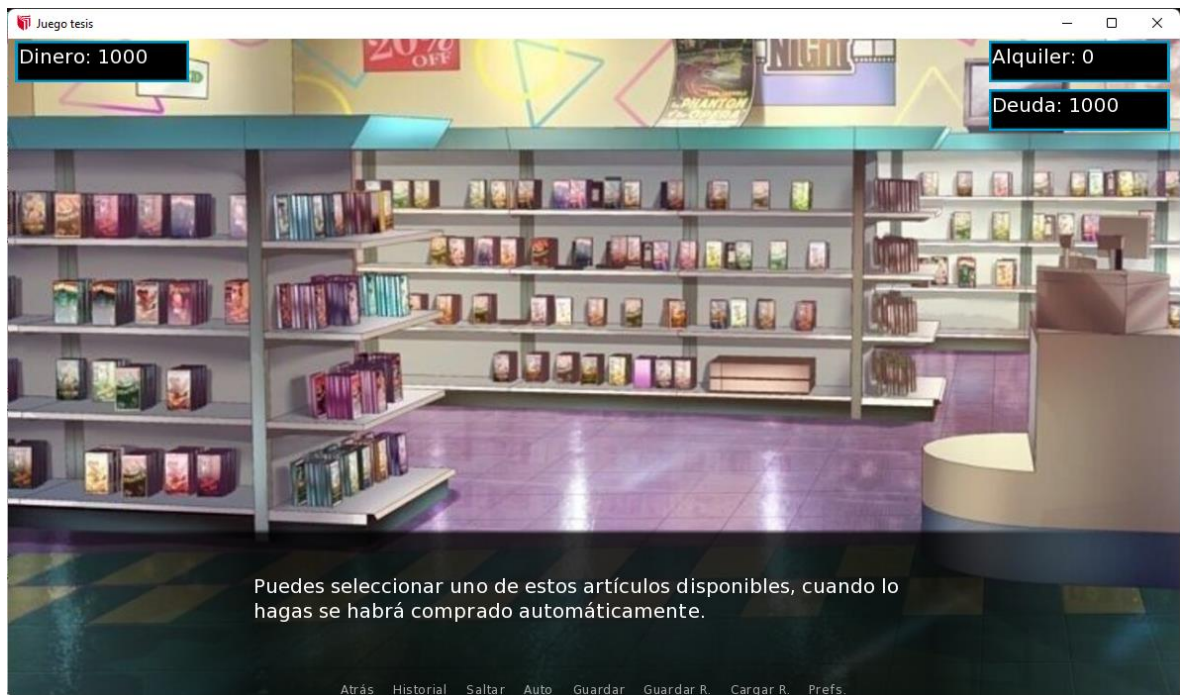 Juego tesis
Dinero: 1000
Alquiler: 0
Deuda: 1000
20%
OFF
NIGHT
PHANTOM
OPERA
Puedes seleccionar uno de estos artículos disponibles, cuando lo
hagas se habrá comprado automáticamente.
Atrás Historial Saltar Auto Guardar Guardar R. Cargar R. Prefs.